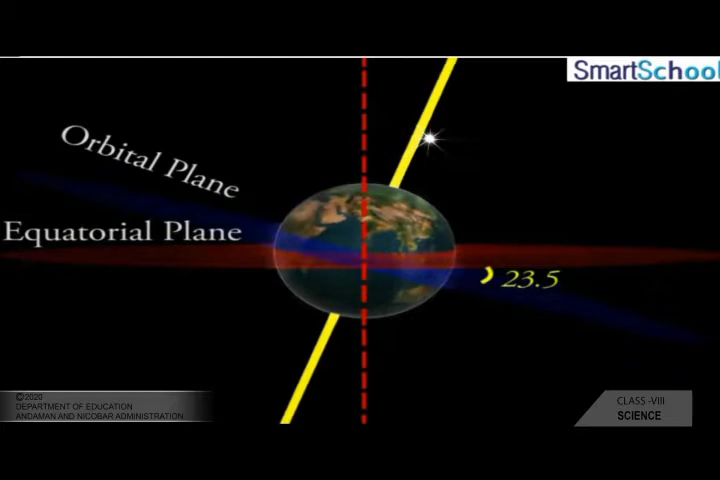 SmartSchool
Orbital Plane
Equatorial Plane
23.5
©2020
DEPARTMENT OF EDUCATION
ANDAMAN AND NICOBAR ADMINISTRATION
CLASS -VIII
SCIENCE